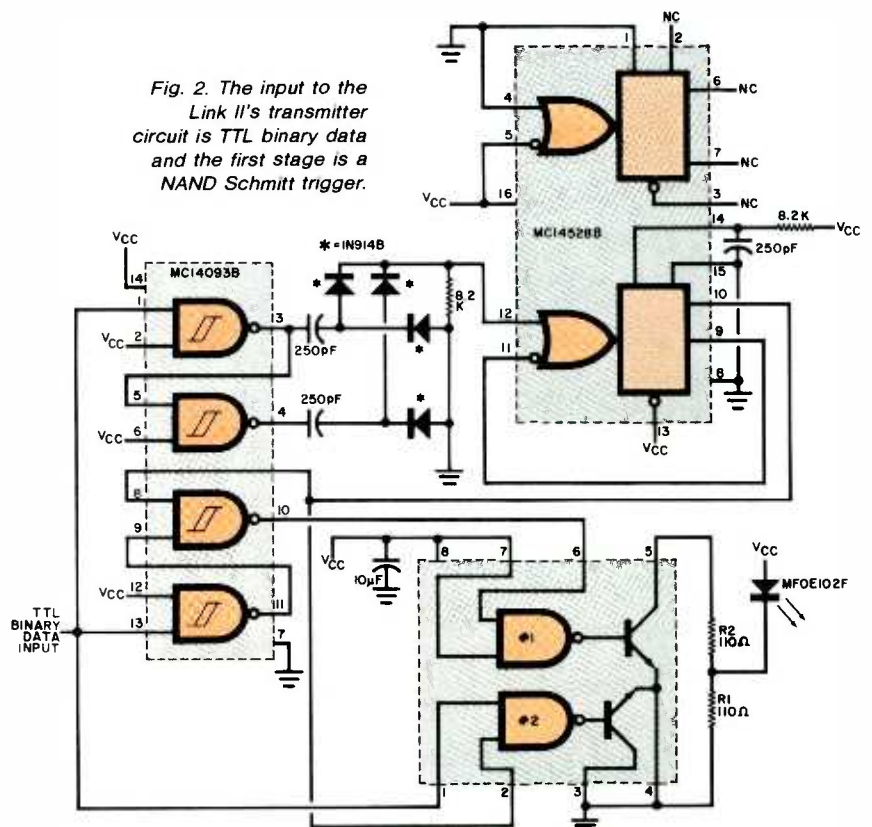 Fig. 2. The input to the
Link II's transmitter
circuit is TTL binary data
and the first stage is a
NAND Schmitt trigger.
NC
1
2
4
6
NC
5
7
NC
VCC
16
3
NC
14
8.2K
VCC
MC14528B
250pF
15
10
12
11
9
8
13
VCC
*=1N914B
*
*
*
*
8.2
K
VCC
14
MC14093B
1
3
VCC
2
250pF
5
250pF
4
VCC
6
8
10
9
VCC
12
11
TTL
BINARY
DATA
INPUT
13
7
VCC
10µF
8
7
6
5
VCC
MFOE102F
#1
R2
110Ω
#2
R1
110Ω
1
2
3
4